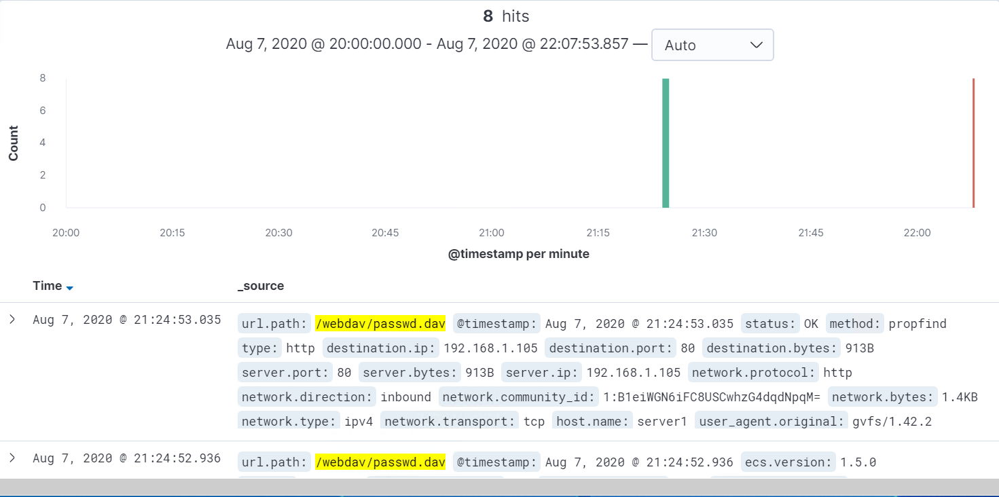 8 hits
Aug 7, 2020 @ 20:00:00.000 - Aug 7, 2020 @ 22:07:53.857 — Auto
8
6
4
2
0
Count
20:00 20:15 20:30 20:45 21:00 21:15 21:30 21:45 22:00
@timestamp per minute
Time _source
Aug 7, 2020 @ 21:24:53.035 url.path: /webdav/passwd.dav @timestamp: Aug 7, 2020 @ 21:24:53.035 status: OK method: propfind
type: http destination.ip: 192.168.1.105 destination.port: 80 destination.bytes: 913B
server.port: 80 server.bytes: 913B server.ip: 192.168.1.105 network.protocol: http
network.direction: inbound network.community_id: 1:B1eiWGN6iFC8USCwhzG4dqdNpqM= network.bytes: 1.4KB
network.type: ipv4 network.transport: tcp host.name: server1 user_agent.original: gvfs/1.42.2
Aug 7, 2020 @ 21:24:52.936 url.path: /webdav/passwd.dav @timestamp: Aug 7, 2020 @ 21:24:52.936 ecs.version: 1.5.0